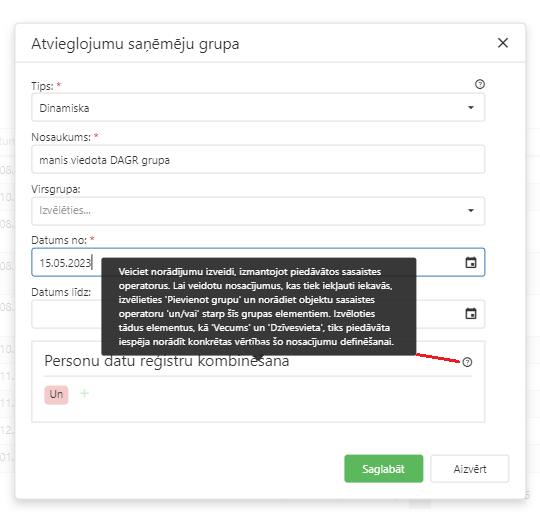 Atvieglojumu saņēmēju grupa
Tips: *
Dinamiska
Nosaukums: *
manis viedota DAGR grupa
Virsgrupa:
Izvēlēties...
Datums no: *
15.05.2023
Veiciet norādījumu izveidi, izmantojot piedāvātos sasaistes
operatorus. Lai veidotu nosacījumus, kas tiek iekļauti iekavās,
izvēlieties 'Pievienot grupu' un norādiet objektu sasaistes
operatoru 'un/vai' starp šīs grupas elementiem. Izvēloties
tādus elementus, kā 'Vecums' un 'Dzīvesvieta', tiks piedāvāta
iespēja norādīt konkrētas vērtības šo nosacījumu definēšanai.
Datums līdz:
Personu datu reģistru kombinēšana
Un +
Saglabāt
Aizvērt